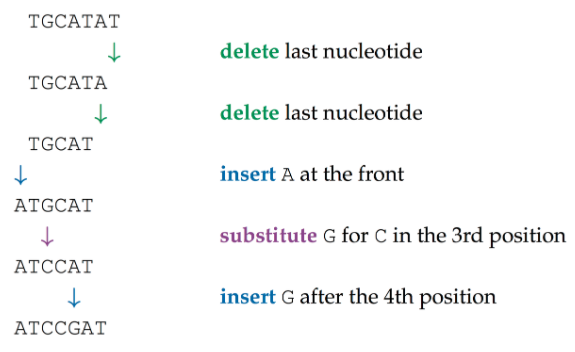 TGCATAT
↓ delete last nucleotide
TGCATA
↓ delete last nucleotide
TGCAT
↓ insert A at the front
ATGCAT
↓ substitute G for C in the 3rd position
ATCCAT
↓ insert G after the 4th position
ATCCGAT